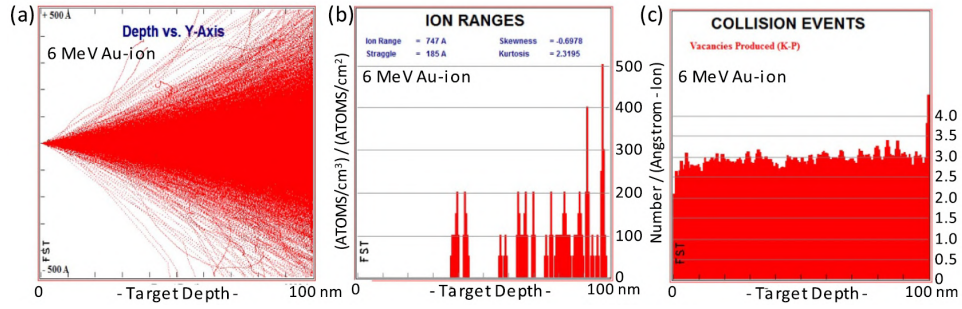 (a)
+ 500 Å
Depth vs. Y-Axis
6 MeV Au-ion
FST
- 500 Å
0
-Target Depth-
100 nm
(b)
ION RANGES
Ion Range = 747 A
Skewness = -0.6978
Straggle = 185 A
Kurtosis = 2.3195
6 MeV Au-ion
(ATOMS/cm³) / (ATOMS/cm²)
500
400
300
200
100
0
FST
0
-Target Depth-
100 nm
(c)
COLLISION EVENTS
Vacancies Produced (K-P)
6 MeV Au-ion
Number / (Angstrom - Ion)
4.0
3.5
3.0
2.5
2.0
1.5
1.0
0.5
0
FST
0
-Target Depth-
100 nm